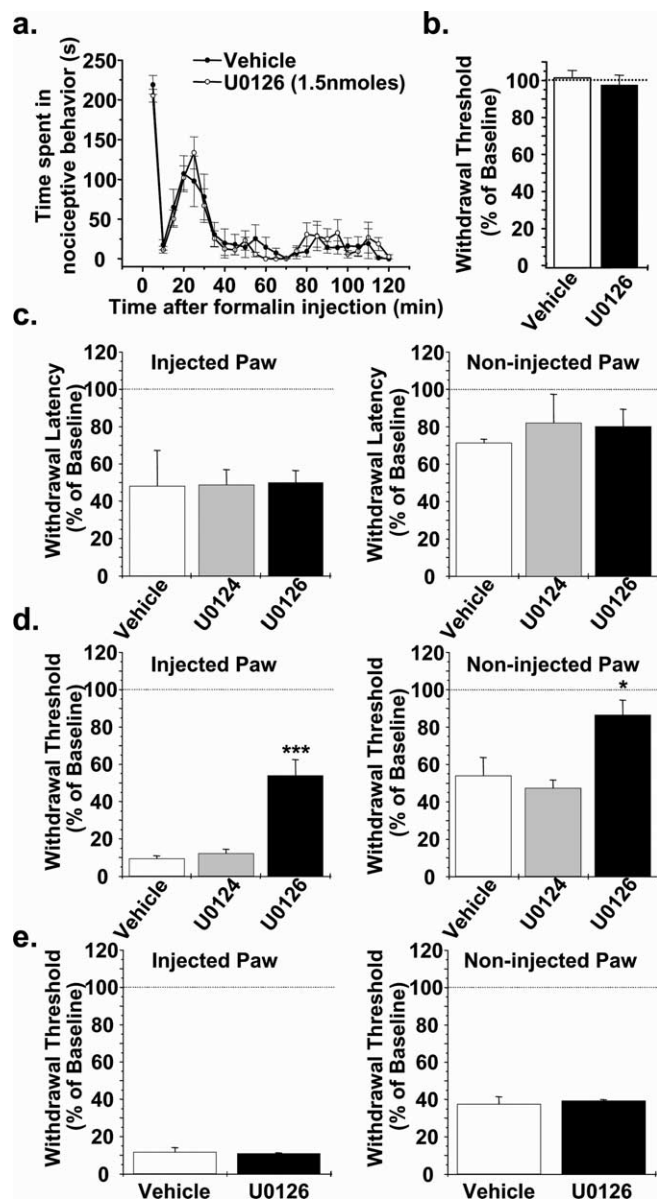 a.
Time spent in
nociceptive behavior (s)
250
200
150
100
50
0
Vehicle
U0126 (1.5nmoles)
0 20 40 60 80 100 120
Time after formalin injection (min)
b.
Withdrawal Threshold
(% of Baseline)
100
80
60
40
20
0
Vehicle
U0126
c.
Injected Paw
Withdrawal Latency
(% of Baseline)
120
100
80
60
40
20
0
Vehicle
U0124
U0126
Non-injected Paw
Withdrawal Latency
(% of Baseline)
120
100
80
60
40
20
0
Vehicle
U0124
U0126
d.
Injected Paw
Withdrawal Threshold
(% of Baseline)
120
100
80
60
40
20
0
***
Vehicle
U0124
U0126
Non-injected Paw
Withdrawal Threshold
(% of Baseline)
120
100
80
60
40
20
0
*
Vehicle
U0124
U0126
e.
Injected Paw
Withdrawal Threshold
(% of Baseline)
120
100
80
60
40
20
0
Vehicle U0126
Non-injected Paw
Withdrawal Threshold
(% of Baseline)
120
100
80
60
40
20
0
Vehicle U0126